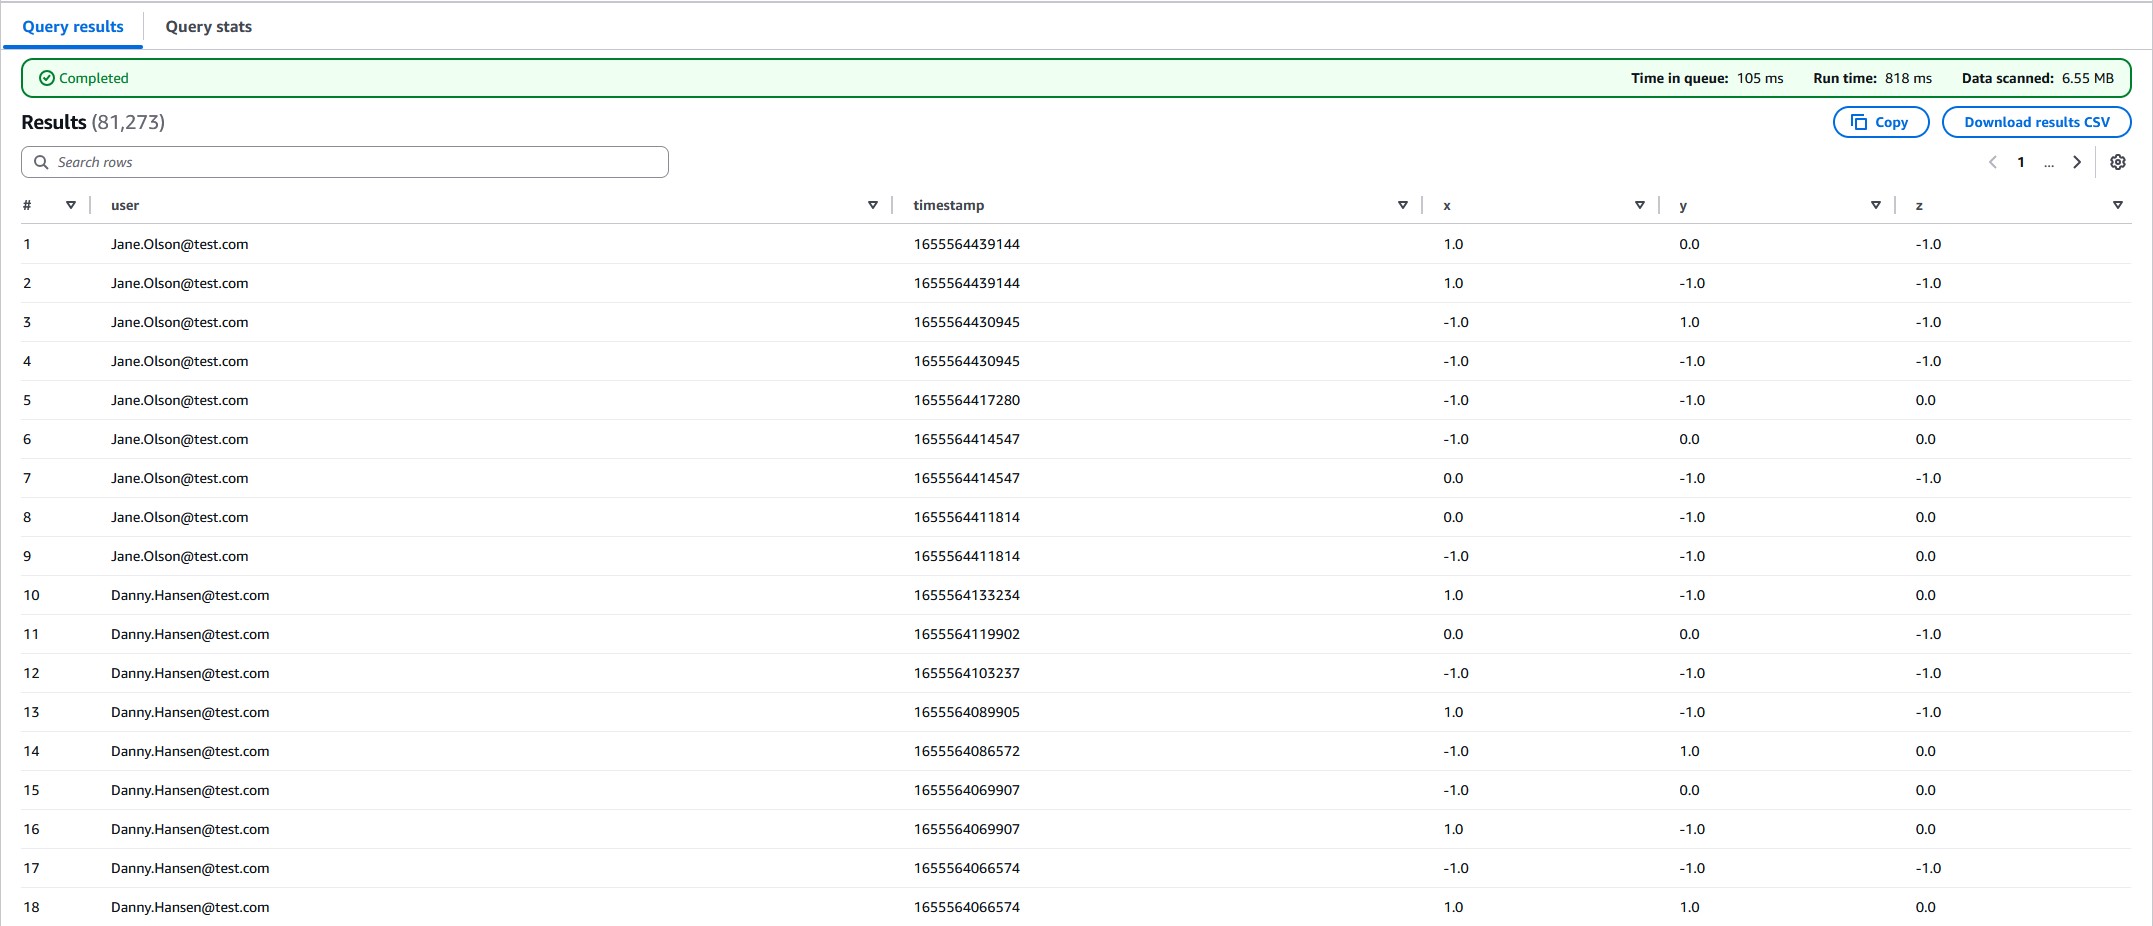 Query results Query stats
Completed Time in queue: 105 ms Run time: 818 ms Data scanned: 6.55 MB
Results (81,273) Copy Download results CSV
Search rows 1 ...
# user timestamp x y z
1 Jane.Olson@test.com 1655564439144 1.0 0.0 -1.0
2 Jane.Olson@test.com 1655564439144 1.0 -1.0 -1.0
3 Jane.Olson@test.com 1655564430945 -1.0 1.0 -1.0
4 Jane.Olson@test.com 1655564430945 -1.0 -1.0 -1.0
5 Jane.Olson@test.com 1655564417280 -1.0 -1.0 0.0
6 Jane.Olson@test.com 1655564414547 -1.0 0.0 0.0
7 Jane.Olson@test.com 1655564414547 0.0 -1.0 -1.0
8 Jane.Olson@test.com 1655564411814 0.0 -1.0 0.0
9 Jane.Olson@test.com 1655564411814 -1.0 -1.0 0.0
10 Danny.Hansen@test.com 1655564133234 1.0 -1.0 0.0
11 Danny.Hansen@test.com 1655564119902 0.0 0.0 -1.0
12 Danny.Hansen@test.com 1655564103237 -1.0 -1.0 -1.0
13 Danny.Hansen@test.com 1655564089905 1.0 -1.0 -1.0
14 Danny.Hansen@test.com 1655564086572 -1.0 1.0 0.0
15 Danny.Hansen@test.com 1655564069907 -1.0 0.0 0.0
16 Danny.Hansen@test.com 1655564069907 1.0 -1.0 0.0
17 Danny.Hansen@test.com 1655564066574 -1.0 -1.0 -1.0
18 Danny.Hansen@test.com 1655564066574 1.0 1.0 0.0